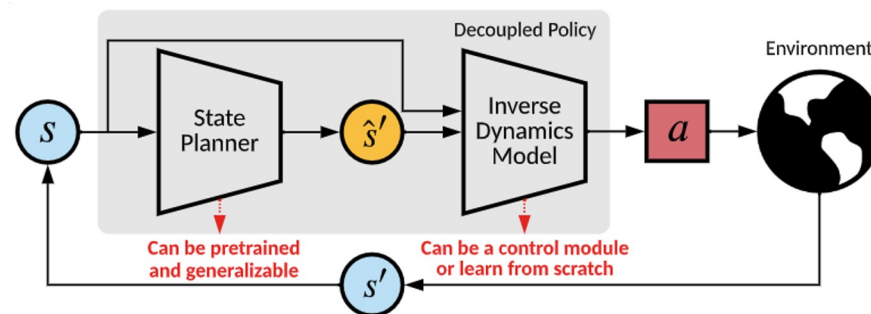 Decoupled Policy
Environment
s
State
Planner
ŝ′
Inverse
Dynamics
Model
a
Can be pretrained
and generalizable
Can be a control module
or learn from scratch
s′